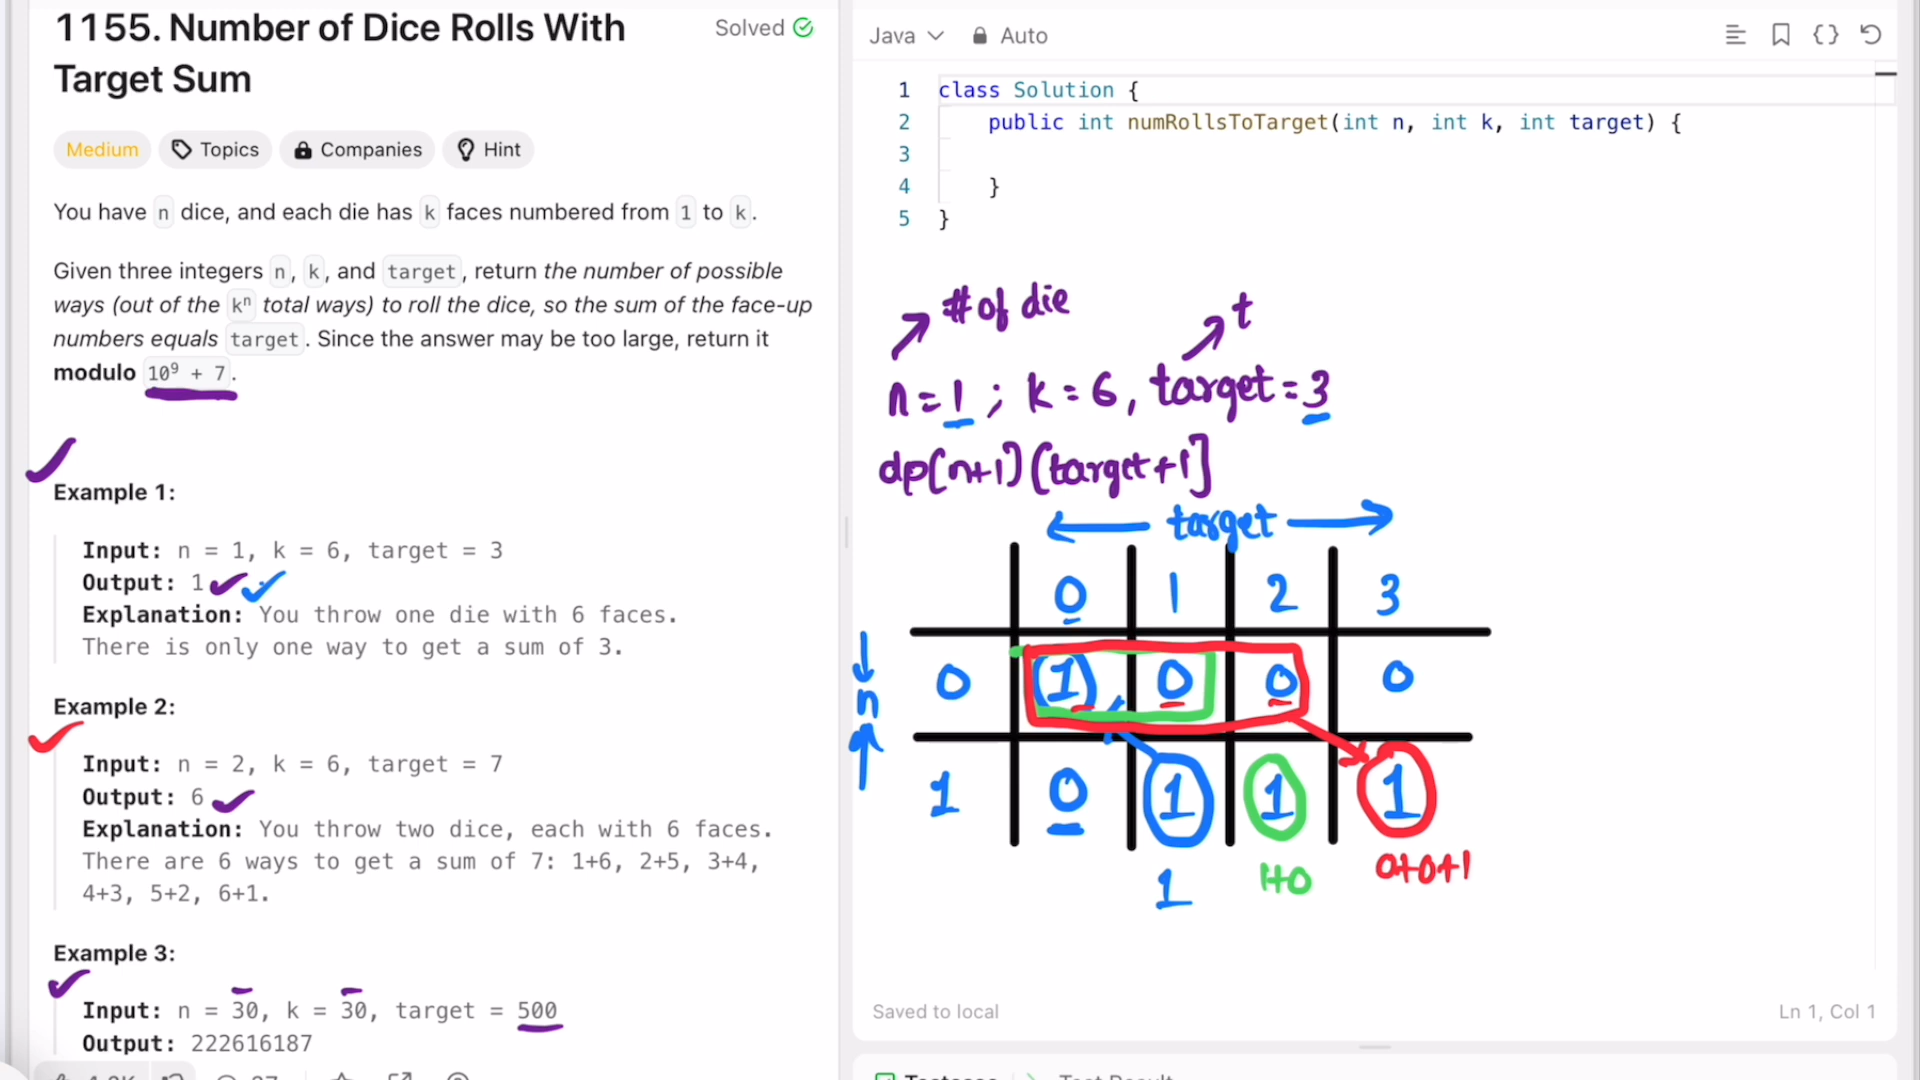 1155. Number of Dice Rolls With
Target Sum
Solved
Medium
Topics
Companies
Hint
You have n dice, and each die has k faces numbered from 1 to k.
Given three integers n, k, and target, return the number of possible
ways (out of the kⁿ total ways) to roll the dice, so the sum of the face-up
numbers equals target. Since the answer may be too large, return it
modulo 10⁹ + 7.
Example 1:
Input: n = 1, k = 6, target = 3
Output: 1
Explanation: You throw one die with 6 faces.
There is only one way to get a sum of 3.
Example 2:
Input: n = 2, k = 6, target = 7
Output: 6
Explanation: You throw two dice, each with 6 faces.
There are 6 ways to get a sum of 7: 1+6, 2+5, 3+4,
4+3, 5+2, 6+1.
Example 3:
Input: n = 30, k = 30, target = 500
Output: 222616187
Java
Auto
1 class Solution {
2 public int numRollsToTarget(int n, int k, int target) {
3
4 }
5 }
# of die
t
n = 1 ; k = 6, target = 3
dp[n+1][target+1]
target
0 1 2 3
n
0 1 0 0 0
1 0 1 1 1
1
1+0
0+0+1
Saved to local
Ln 1, Col 1